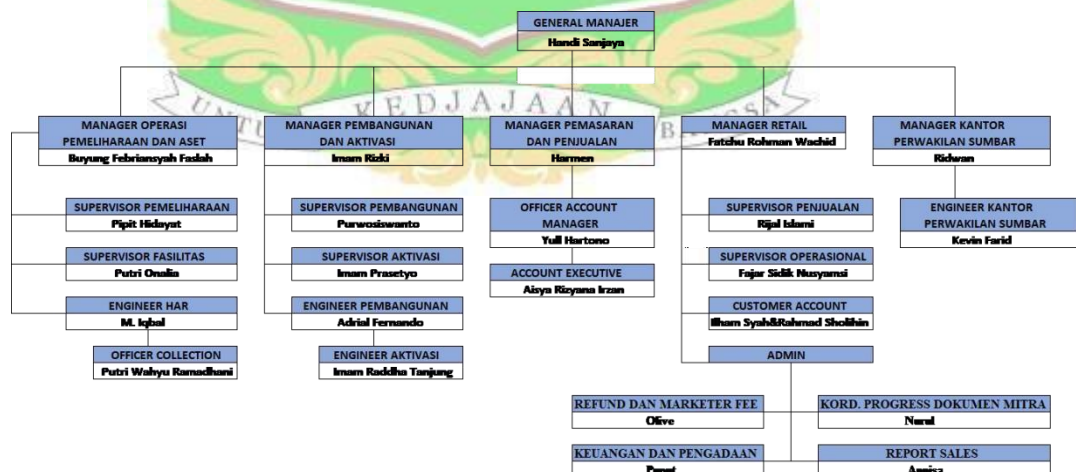 GENERAL MANAJER
Handi Sanjaya
UNTUK KEDJAJAAN BANGSA
MANAGER OPERASI
PEMELIHARAAN DAN ASET
Buyung Febriansyah Faslah
MANAGER PEMBANGUNAN
DAN AKTIVASI
Imam Rizki
MANAGER PEMASARAN
DAN PENJUALAN
Harmen
MANAGER RETAIL
Fatchu Rohman Wachid
MANAGER KANTOR
PERWAKILAN SUMBAR
Ridwan
SUPERVISOR PEMELIHARAAN
Pipit Hidayat
SUPERVISOR PEMBANGUNAN
Purwosiswanto
OFFICER ACCOUNT
MANAGER
Yull Hartono
SUPERVISOR PENJUALAN
Rijal Islami
ENGINEER KANTOR
PERWAKILAN SUMBAR
Kevin Farid
SUPERVISOR FASILITAS
Putri Onalia
SUPERVISOR AKTIVASI
Imam Prasetyo
ACCOUNT EXECUTIVE
Aisya Rizyana Irzan
SUPERVISOR OPERASIONAL
Fajar Sidik Nusyamsi
ENGINEER HAR
M. Iqbal
ENGINEER PEMBANGUNAN
Adrial Fernando
CUSTOMER ACCOUNT
Ilham Syah&Rahmad Sholihin
OFFICER COLLECTION
Putri Wahyu Ramadhani
ENGINEER AKTIVASI
Imam Raddha Tanjung
ADMIN
REFUND DAN MARKETER FEE
Olive
KORD. PROGRESS DOKUMEN MITRA
Nurul
KEUANGAN DAN PENGADAAN
REPORT SALES
Annisa